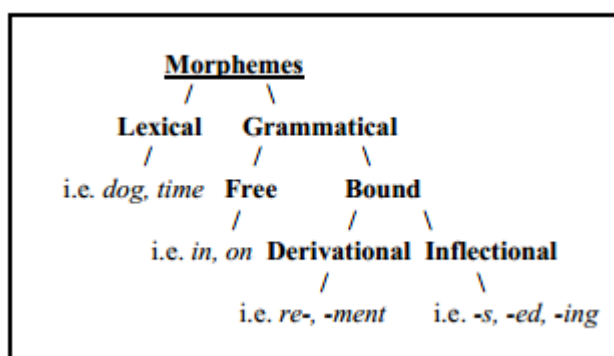 Morphemes
/ \
Lexical Grammatical
/ / \
i.e. dog, time Free Bound
/ / \
i.e. in, on Derivational Inflectional
/ \
i.e. re-, -ment i.e. -s, -ed, -ing